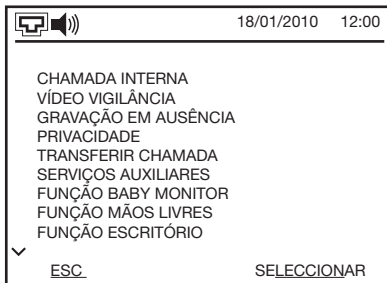 18/01/2010 12:00
CHAMADA INTERNA
VÍDEO VIGILÂNCIA
GRAVAÇÃO EM AUSÊNCIA
PRIVACIDADE
TRANSFERIR CHAMADA
SERVIÇOS AUXILIARES
FUNÇÃO BABY MONITOR
FUNÇÃO MÃOS LIVRES
FUNÇÃO ESCRITÓRIO
ESC SELECCIONAR